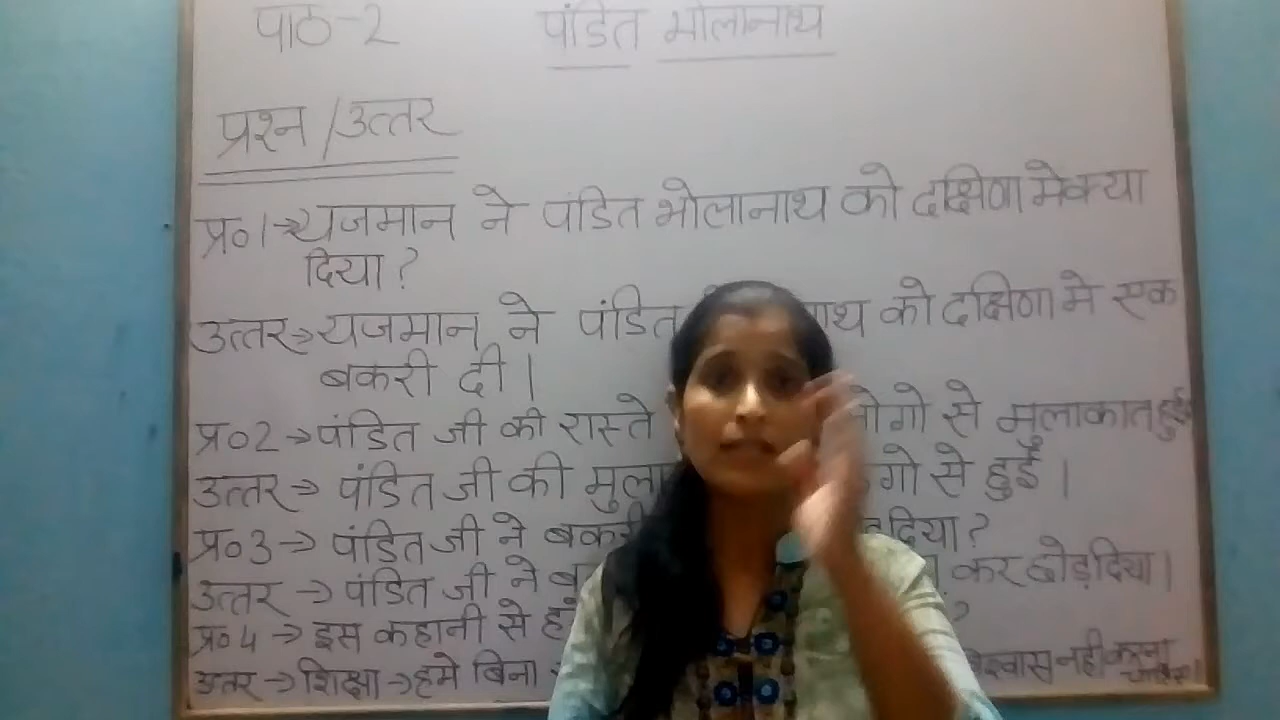 पाठ-2 पंडित भोलानाथ
प्रश्न / उत्तर
प्र०1→ यजमान ने पंडित भोलानाथ को दक्षिणा मे क्या
दिया?
उत्तर→ यजमान ने पंडित नाथ को दक्षिणा मे एक
बकरी दी।
प्र०2→ पंडित जी की रास्ते लोगो से मुलाकात हुई
उत्तर→ पंडित जी की से हुई।
प्र०3→ पंडित जी ने दिया?
उत्तर→ पंडित जी ने कर छोड़ दिया।
प्र०4→ इस कहानी से ?
उत्तर→ शिक्षा→ हमे बिना विश्वास नही करना
चाहिए।